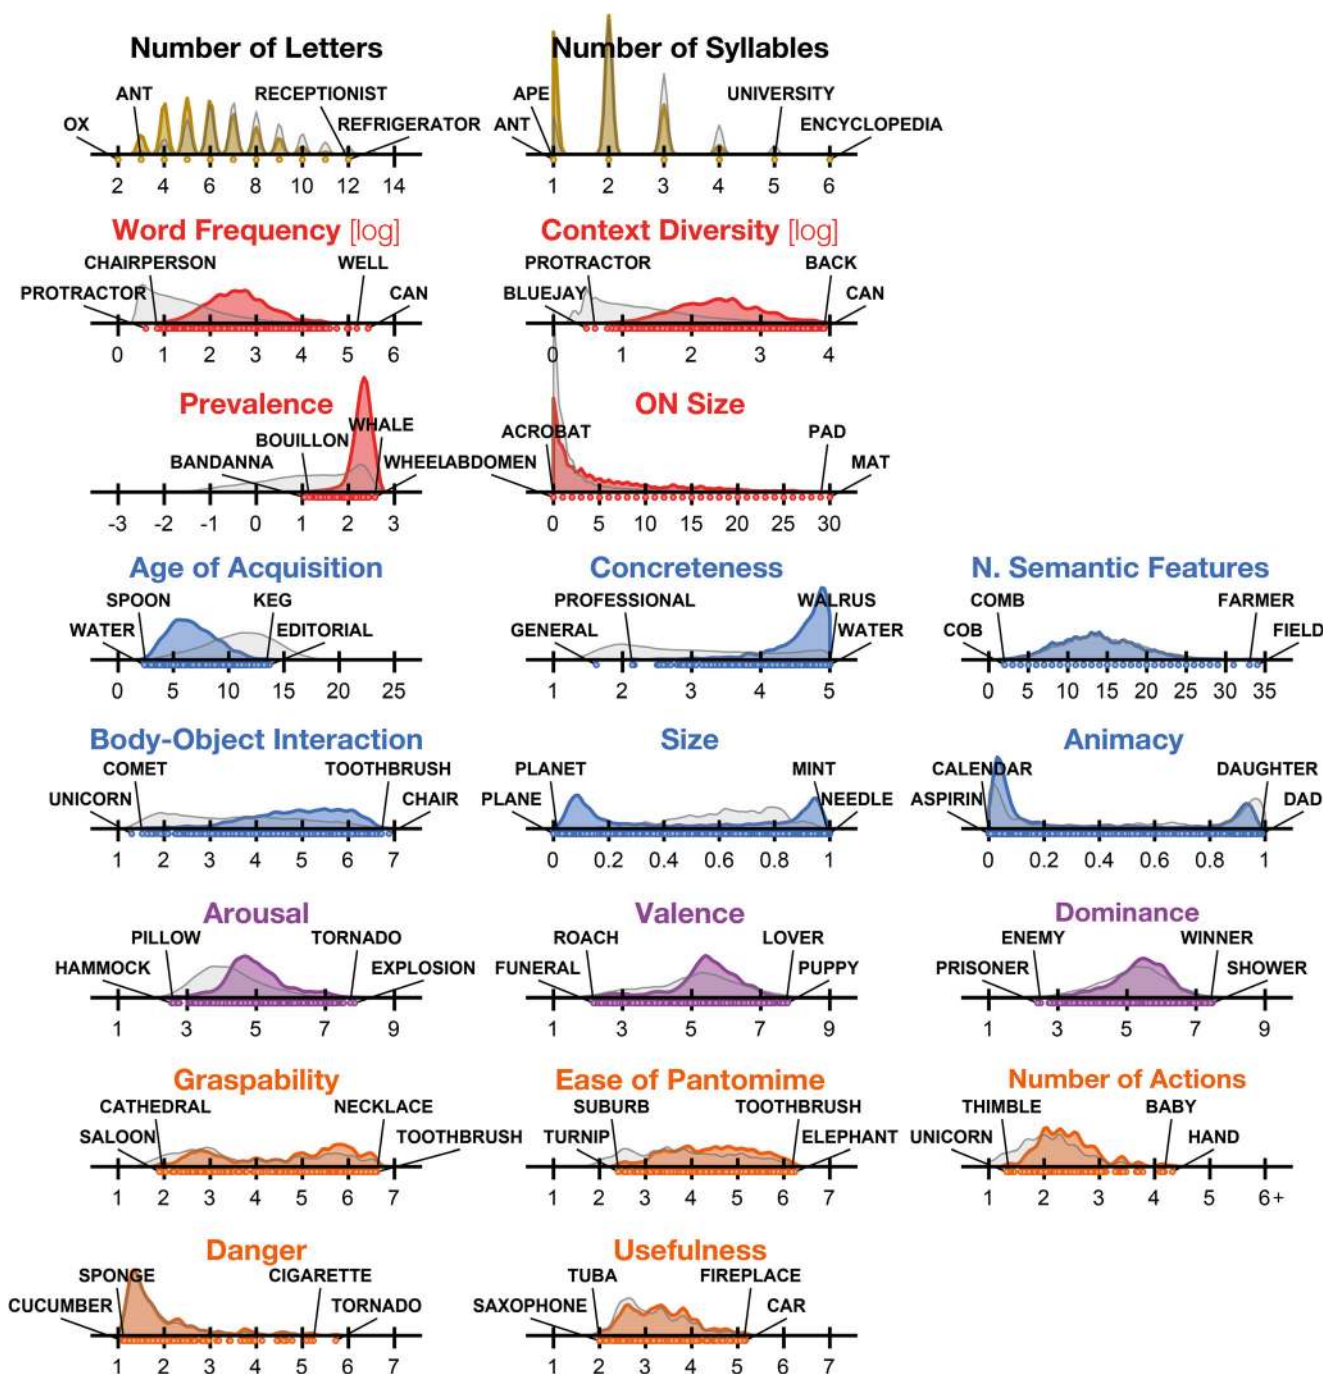 Number of Letters Number of Syllables
ANT RECEPTIONIST APE UNIVERSITY
OX REFRIGERATOR ANT ENCYCLOPEDIA
2 4 6 8 10 12 14 1 2 3 4 5 6
Word Frequency [log] Context Diversity [log]
CHAIRPERSON WELL PROTRACTOR BACK
PROTRACTOR CAN BLUEJAY CAN
0 1 2 3 4 5 6 0 1 2 3 4
Prevalence ON Size
WHALE
BOUILLON ACROBAT PAD
BANDANNA WHEEL ABDOMEN MAT
-3 -2 -1 0 1 2 3 0 5 10 15 20 25 30
Age of Acquisition Concreteness N. Semantic Features
SPOON KEG PROFESSIONAL WALRUS COMB FARMER
WATER EDITORIAL GENERAL WATER COB FIELD
0 5 10 15 20 25 1 2 3 4 5 0 5 10 15 20 25 30 35
Body-Object Interaction Size Animacy
COMET TOOTHBRUSH PLANET MINT CALENDAR DAUGHTER
UNICORN CHAIR PLANE NEEDLE ASPIRIN DAD
1 2 3 4 5 6 7 0 0.2 0.4 0.6 0.8 1 0 0.2 0.4 0.6 0.8 1
Arousal Valence Dominance
PILLOW TORNADO ROACH LOVER ENEMY WINNER
HAMMOCK EXPLOSION FUNERAL PUPPY PRISONER SHOWER
1 3 5 7 9 1 3 5 7 9 1 3 5 7 9
Graspability Ease of Pantomime Number of Actions
CATHEDRAL NECKLACE SUBURB TOOTHBRUSH THIMBLE BABY
SALOON TOOTHBRUSH TURNIP ELEPHANT UNICORN HAND
1 2 3 4 5 6 7 1 2 3 4 5 6 7 1 2 3 4 5 6+
Danger Usefulness
SPONGE CIGARETTE TUBA FIREPLACE
CUCUMBER TORNADO SAXOPHONE CAR
1 2 3 4 5 6 7 1 2 3 4 5 6 7